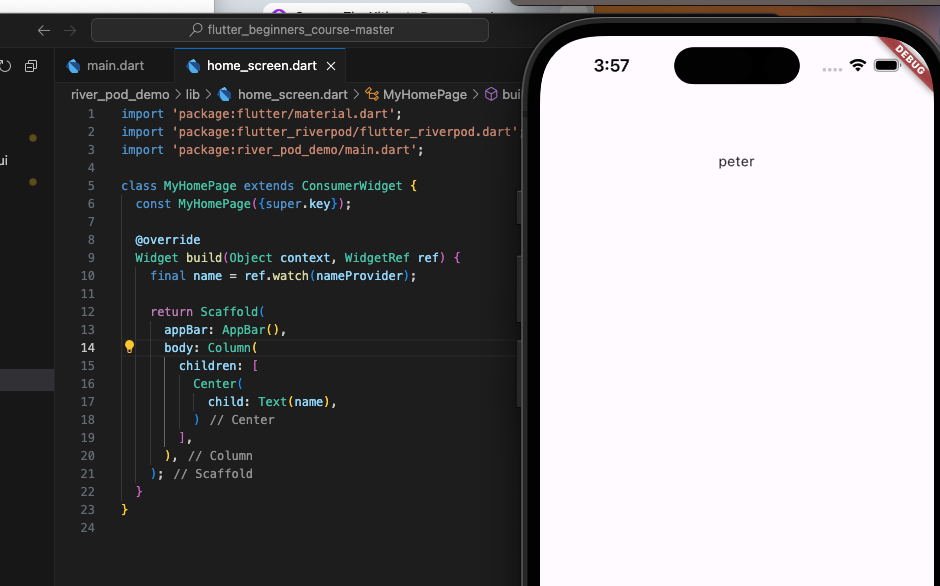 flutter_beginners_course-master
main.dart
home_screen.dart
river_pod_demo > lib > home_screen.dart > MyHomePage > bui
ui
1 import 'package:flutter/material.dart';
2 import 'package:flutter_riverpod/flutter_riverpod.dart';
3 import 'package:river_pod_demo/main.dart';
4
5 class MyHomePage extends ConsumerWidget {
6 const MyHomePage({super.key});
7
8 @override
9 Widget build(Object context, WidgetRef ref) {
10 final name = ref.watch(nameProvider);
11
12 return Scaffold(
13 appBar: AppBar(),
14 body: Column(
15 children: [
16 Center(
17 child: Text(name),
18 ) // Center
19 ],
20 ), // Column
21 ); // Scaffold
22 }
23 }
24
3:57
DEBUG
peter